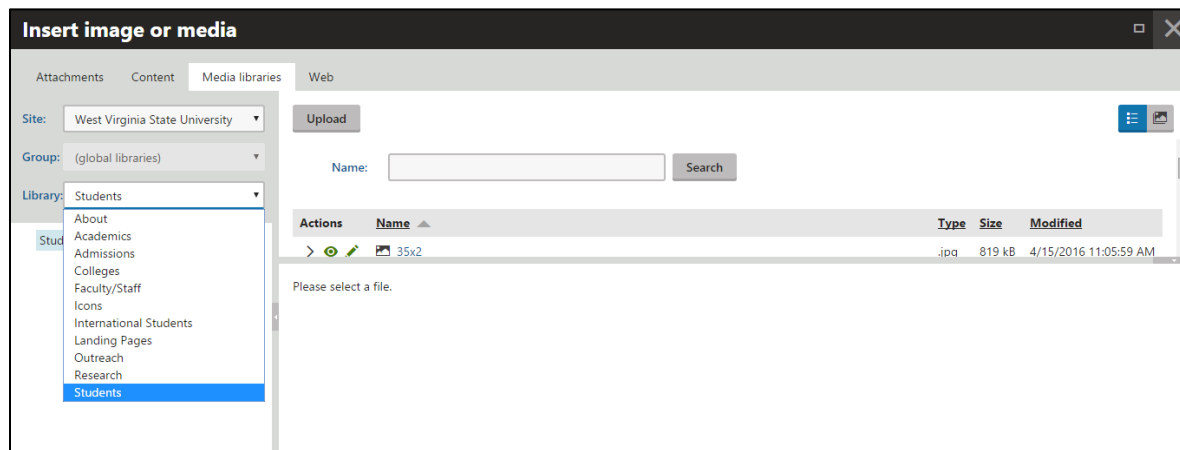 Insert image or media
Attachments Content Media libraries Web
Site: West Virginia State University
Upload
Group: (global libraries)
Name: Search
Library: Students
About
Academics
Admissions
Colleges
Faculty/Staff
Icons
International Students
Landing Pages
Outreach
Research
Students
Stud
Actions Name Type Size Modified
35x2 .jpg 819 kB 4/15/2016 11:05:59 AM
Please select a file.